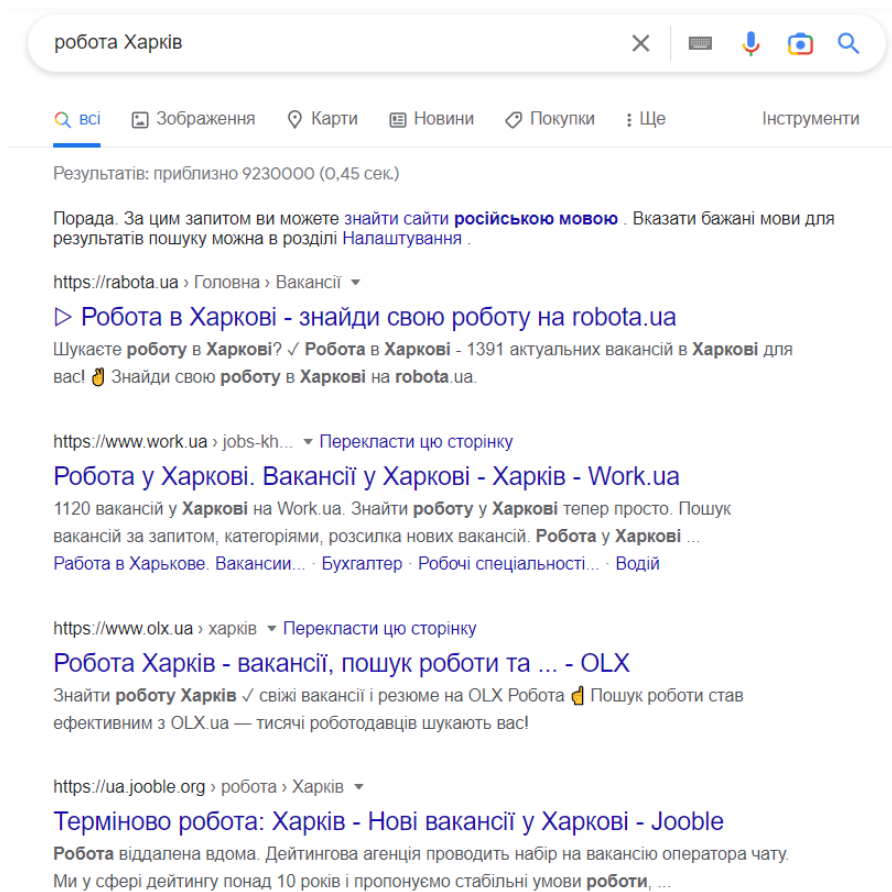 робота Харків
всі Зображення Карти Новини Покупки Ще Інструменти
Результатів: приблизно 9230000 (0,45 сек.)
Порада. За цим запитом ви можете знайти сайти російською мовою . Вказати бажані мови для
результатів пошуку можна в розділі Налаштування .
https://rabota.ua › Головна › Вакансії
▷ Робота в Харкові - знайди свою роботу на robota.ua
Шукаєте роботу в Харкові? ✓ Робота в Харкові - 1391 актуальних вакансій в Харкові для
вас! ✌ Знайди свою роботу в Харкові на robota.ua.
https://www.work.ua › jobs-kh... Перекласти цю сторінку
Робота у Харкові. Вакансії у Харкові - Харків - Work.ua
1120 вакансій у Харкові на Work.ua. Знайти роботу у Харкові тепер просто. Пошук
вакансій за запитом, категоріями, розсилка нових вакансій. Робота у Харкові ...
Работа в Харькове. Вакансии... · Бухгалтер · Робочі спеціальності... · Водій
https://www.olx.ua › харків Перекласти цю сторінку
Робота Харків - вакансії, пошук роботи та ... - OLX
Знайти роботу Харків ✓ свіжі вакансії і резюме на OLX Робота ☝ Пошук роботи став
ефективним з OLX.ua — тисячі роботодавців шукають вас!
https://ua.jooble.org › робота › Харків
Терміново робота: Харків - Нові вакансії у Харкові - Jooble
Робота віддалена вдома. Дейтингова агенція проводить набір на вакансію оператора чату.
Ми у сфері дейтингу понад 10 років і пропонуємо стабільні умови роботи, ...